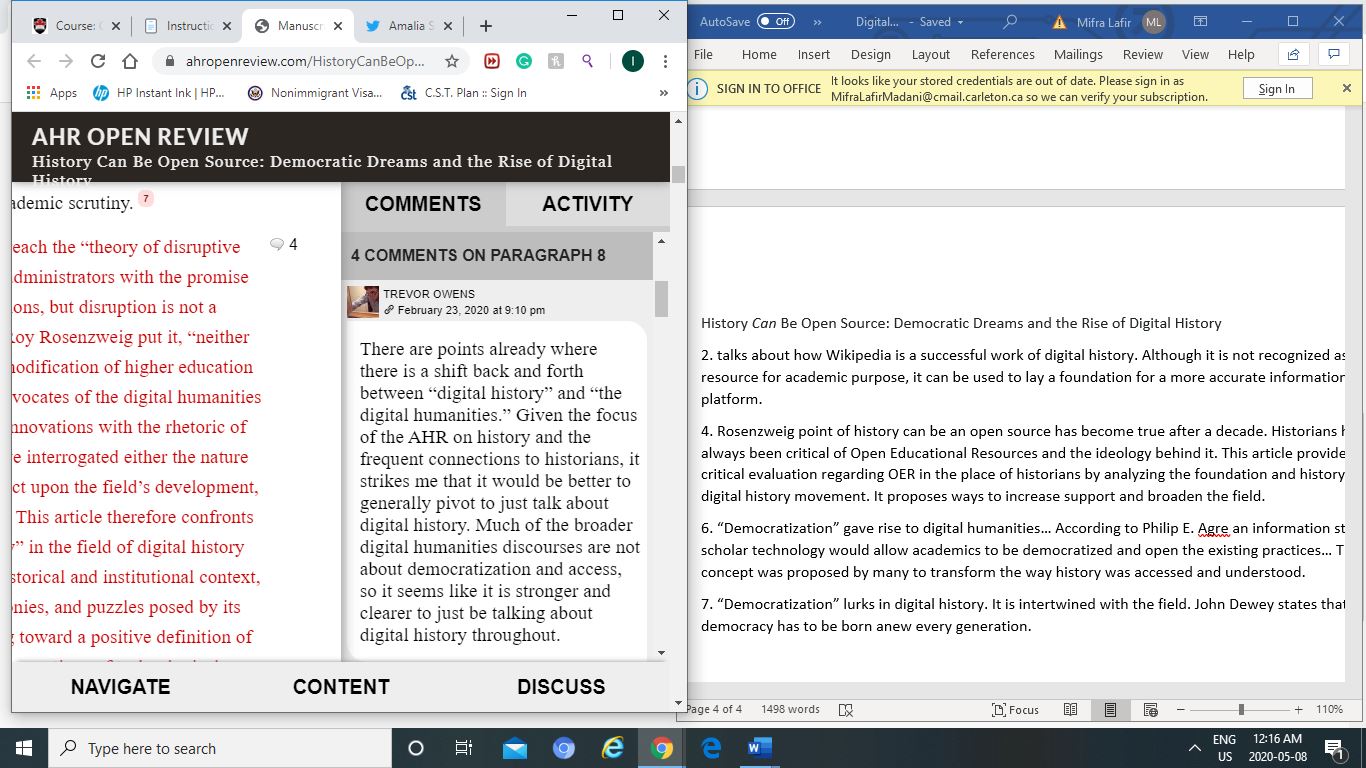 Course: C
Instructic
Manuscr
Amalia S
ahropenreview.com/HistoryCanBeOp...
I
Apps
HP Instant Ink | HP...
Nonimmigrant Visa...
C.S.T. Plan :: Sign In
»
AHR OPEN REVIEW
History Can Be Open Source: Democratic Dreams and the Rise of Digital
History
ademic scrutiny. 7
each the “theory of disruptive
dministrators with the promise
ions, but disruption is not a
Roy Rosenzweig put it, “neither
nodification of higher education
vocates of the digital humanities
nnovations with the rhetoric of
e interrogated either the nature
ct upon the field’s development,
This article therefore confronts
y” in the field of digital history
storical and institutional context,
onies, and puzzles posed by its
g toward a positive definition of
4
COMMENTS
ACTIVITY
4 COMMENTS ON PARAGRAPH 8
TREVOR OWENS
February 23, 2020 at 9:10 pm
There are points already where
there is a shift back and forth
between “digital history” and “the
digital humanities.” Given the focus
of the AHR on history and the
frequent connections to historians, it
strikes me that it would be better to
generally pivot to just talk about
digital history. Much of the broader
digital humanities discourses are not
about democratization and access,
so it seems like it is stronger and
clearer to just be talking about
digital history throughout.
NAVIGATE
CONTENT
DISCUSS
AutoSave Off » Digital... - Saved Mifra Lafir ML
File Home Insert Design Layout References Mailings Review View Help
SIGN IN TO OFFICE
It looks like your stored credentials are out of date. Please sign in as
MifraLafirMadani@cmail.carleton.ca so we can verify your subscription.
Sign In
History Can Be Open Source: Democratic Dreams and the Rise of Digital History
2. talks about how Wikipedia is a successful work of digital history. Although it is not recognized as
resource for academic purpose, it can be used to lay a foundation for a more accurate information
platform.
4. Rosenzweig point of history can be an open source has become true after a decade. Historians h
always been critical of Open Educational Resources and the ideology behind it. This article provide
critical evaluation regarding OER in the place of historians by analyzing the foundation and history
digital history movement. It proposes ways to increase support and broaden the field.
6. “Democratization” gave rise to digital humanities... According to Philip E. Agre an information st
scholar technology would allow academics to be democratized and open the existing practices... T
concept was proposed by many to transform the way history was accessed and understood.
7. “Democratization” lurks in digital history. It is intertwined with the field. John Dewey states that
democracy has to be born anew every generation.
Page 4 of 4 1498 words Focus 110%
Type here to search
ENG
US
12:16 AM
2020-05-08
1